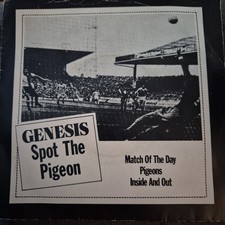 GENESIS
Spot The
Pigeon
Match Of The Day
Pigeons
Inside And Out